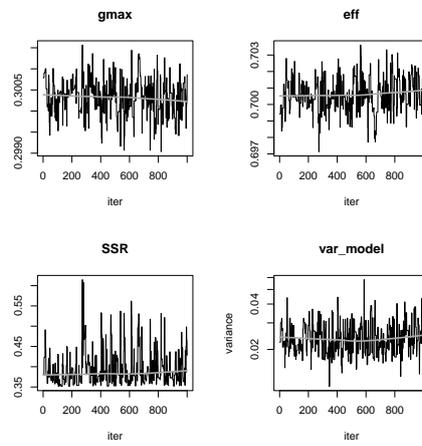 gmax
eff
0.2990
0.3005
0.697
0.700
0.703
0 200 400 600 800
0 200 400 600 800
iter
iter
SSR
var_model
0.35
0.45
0.55
variance
0.02
0.04
0 200 400 600 800
0 200 400 600 800
iter
iter